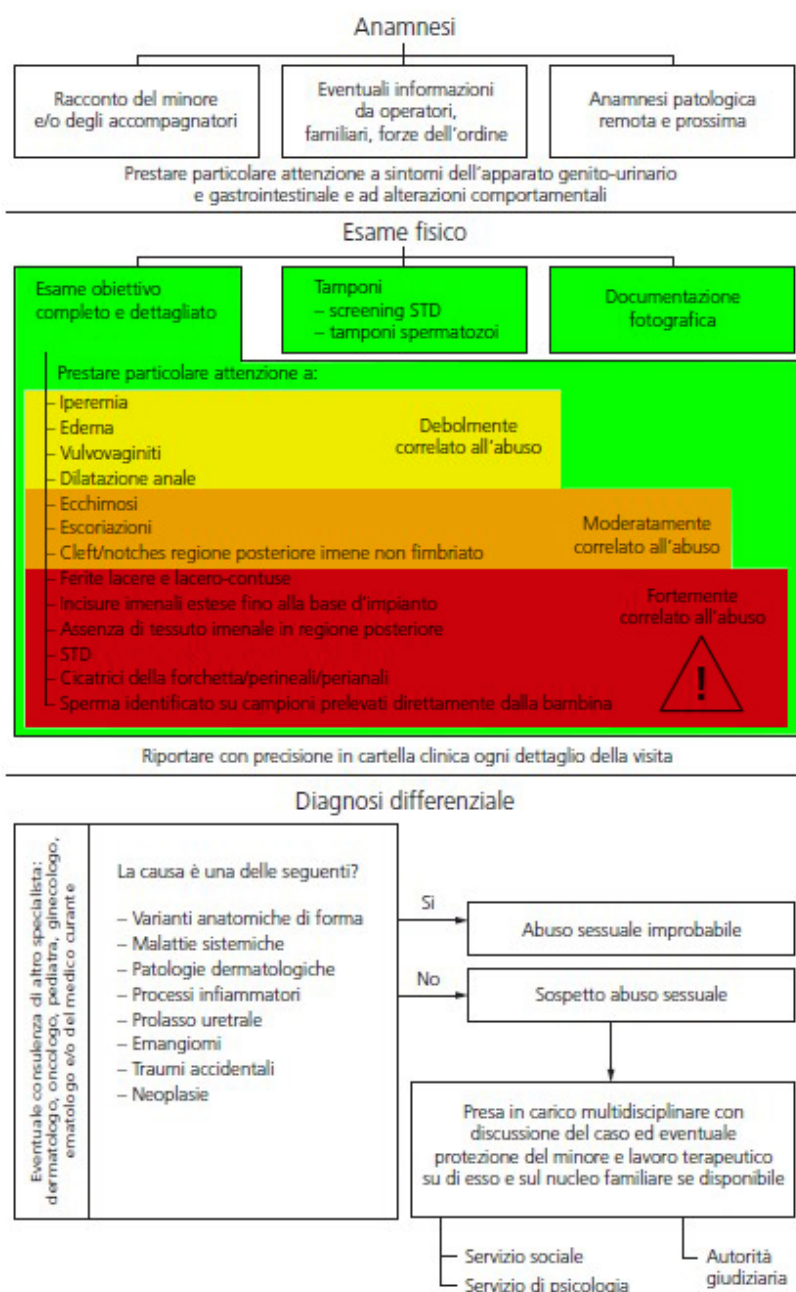 Anamnesi
Racconto del minore
e/o degli accompagnatori
Eventuali informazioni
da operatori,
familiari, forze dell'ordine
Anamnesi patologica
remota e prossima
Prestare particolare attenzione a sintomi dell'apparato genito-urinario
e gastrointestinale e ad alterazioni comportamentali
Esame fisico
Esame obiettivo
completo e dettagliato
Tamponi
– screening STD
– tamponi spermatozoi
Documentazione
fotografica
Prestare particolare attenzione a:
– Iperemia
– Edema
– Vulvovaginiti
– Dilatazione anale
Debolmente
correlato all'abuso
– Ecchimosi
– Escoriazioni
– Cleft/notches regione posteriore imene non fimbriato
Moderatamente
correlato all'abuso
– Ferite lacere e lacero-contuse
– Incisure imenali estese fino alla base d'impianto
– Assenza di tessuto imenale in regione posteriore
– STD
– Cicatrici della forchetta/perineali/perianali
– Sperma identificato su campioni prelevati direttamente dalla bambina
Fortemente
correlato all'abuso
!
Riportare con precisione in cartella clinica ogni dettaglio della visita
Diagnosi differenziale
Eventuale consulenza di altro specialista:
dermatologo, oncologo, pediatra, ginecologo,
ematologo e/o del medico curante
La causa è una delle seguenti?
– Varianti anatomiche di forma
– Malattie sistemiche
– Patologie dermatologiche
– Processi infiammatori
– Prolasso uretrale
– Emangiomi
– Traumi accidentali
– Neoplasie
Si
Abuso sessuale improbabile
No
Sospetto abuso sessuale
Presa in carico multidisciplinare con
discussione del caso ed eventuale
protezione del minore e lavoro terapeutico
su di esso e sul nucleo familiare se disponibile
Servizio sociale
Servizio di psicologia
Autorità
giudiziaria